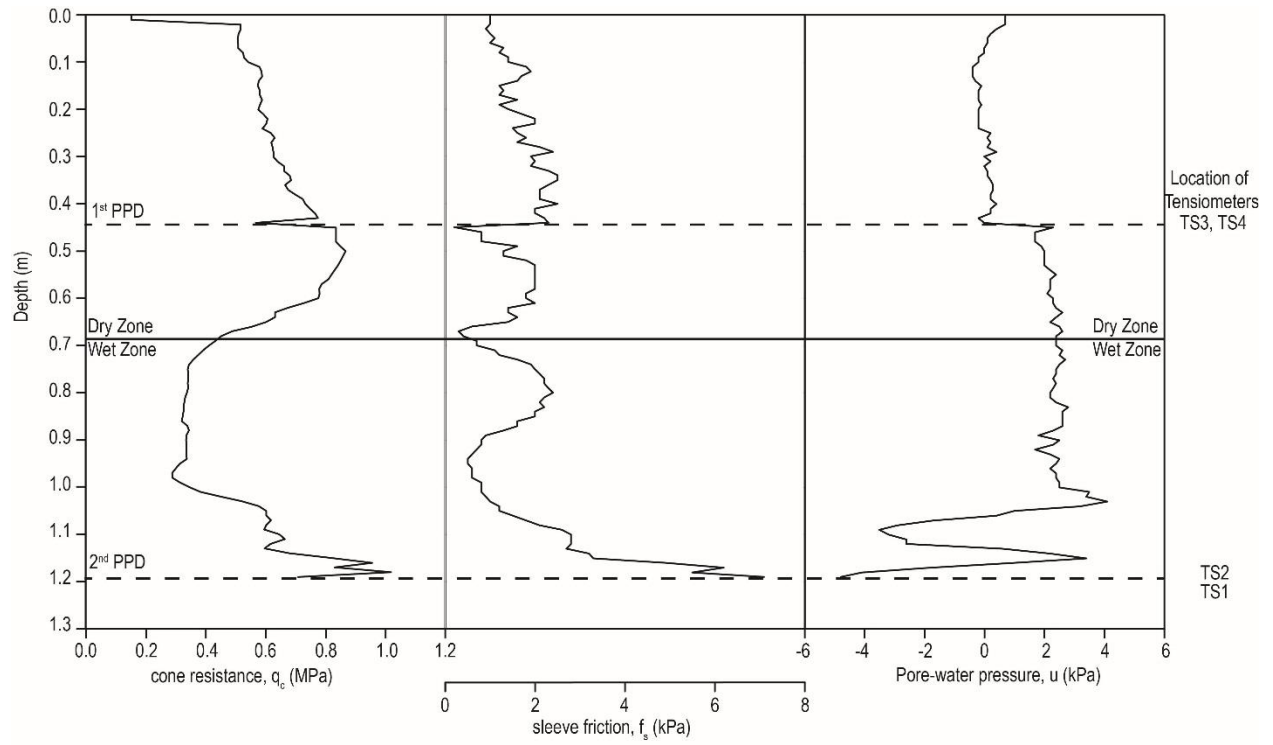 0.0
0.1
0.2
0.3
0.4
0.5
0.6
0.7
0.8
0.9
1.0
1.1
1.2
1.3
Depth (m)
1st PPD
Dry Zone
Wet Zone
2nd PPD
Location of
Tensiometers
TS3, TS4
Dry Zone
Wet Zone
TS2
TS1
0.0 0.2 0.4 0.6 0.8 1.0 1.2
cone resistance, qc (MPa)
-6 -4 -2 0 2 4 6
Pore-water pressure, u (kPa)
0 2 4 6 8
sleeve friction, fs (kPa)